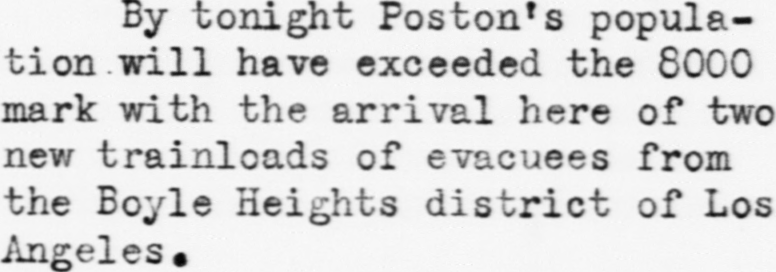 By tonight Poston's popula-
tion will have exceeded the 8000
mark with the arrival here of two
new trainloads of evacuees from
the Boyle Heights district of Los
Angeles.